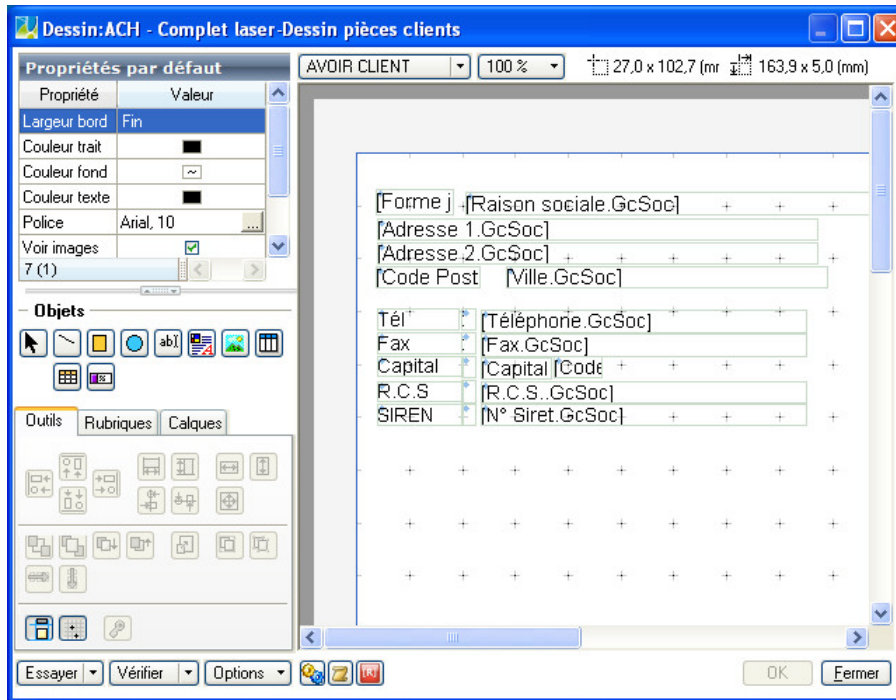 Dessin:ACH - Complet laser-Dessin pièces clients
Propriétés par défaut
Propriété Valeur
Largeur bord Fin
Couleur trait
Couleur fond
Couleur texte
Police Arial, 10 ...
Voir images
7 (1)
Objets
abI
Outils Rubriques Calques
AVOIR CLIENT 100 % 27,0 x 102,7 (mr 163,9 x 5,0 (mm)
[Forme j [Raison sociale.GcSoc]
[Adresse 1.GcSoc]
[Adresse 2.GcSoc]
[Code Post [Ville.GcSoc]
Tél : [Téléphone.GcSoc]
Fax : [Fax.GcSoc]
Capital : [Capital [Code
R.C.S : [R.C.S..GcSoc]
SIREN : [N° Siret.GcSoc]
Essayer Vérifier Options OK Fermer